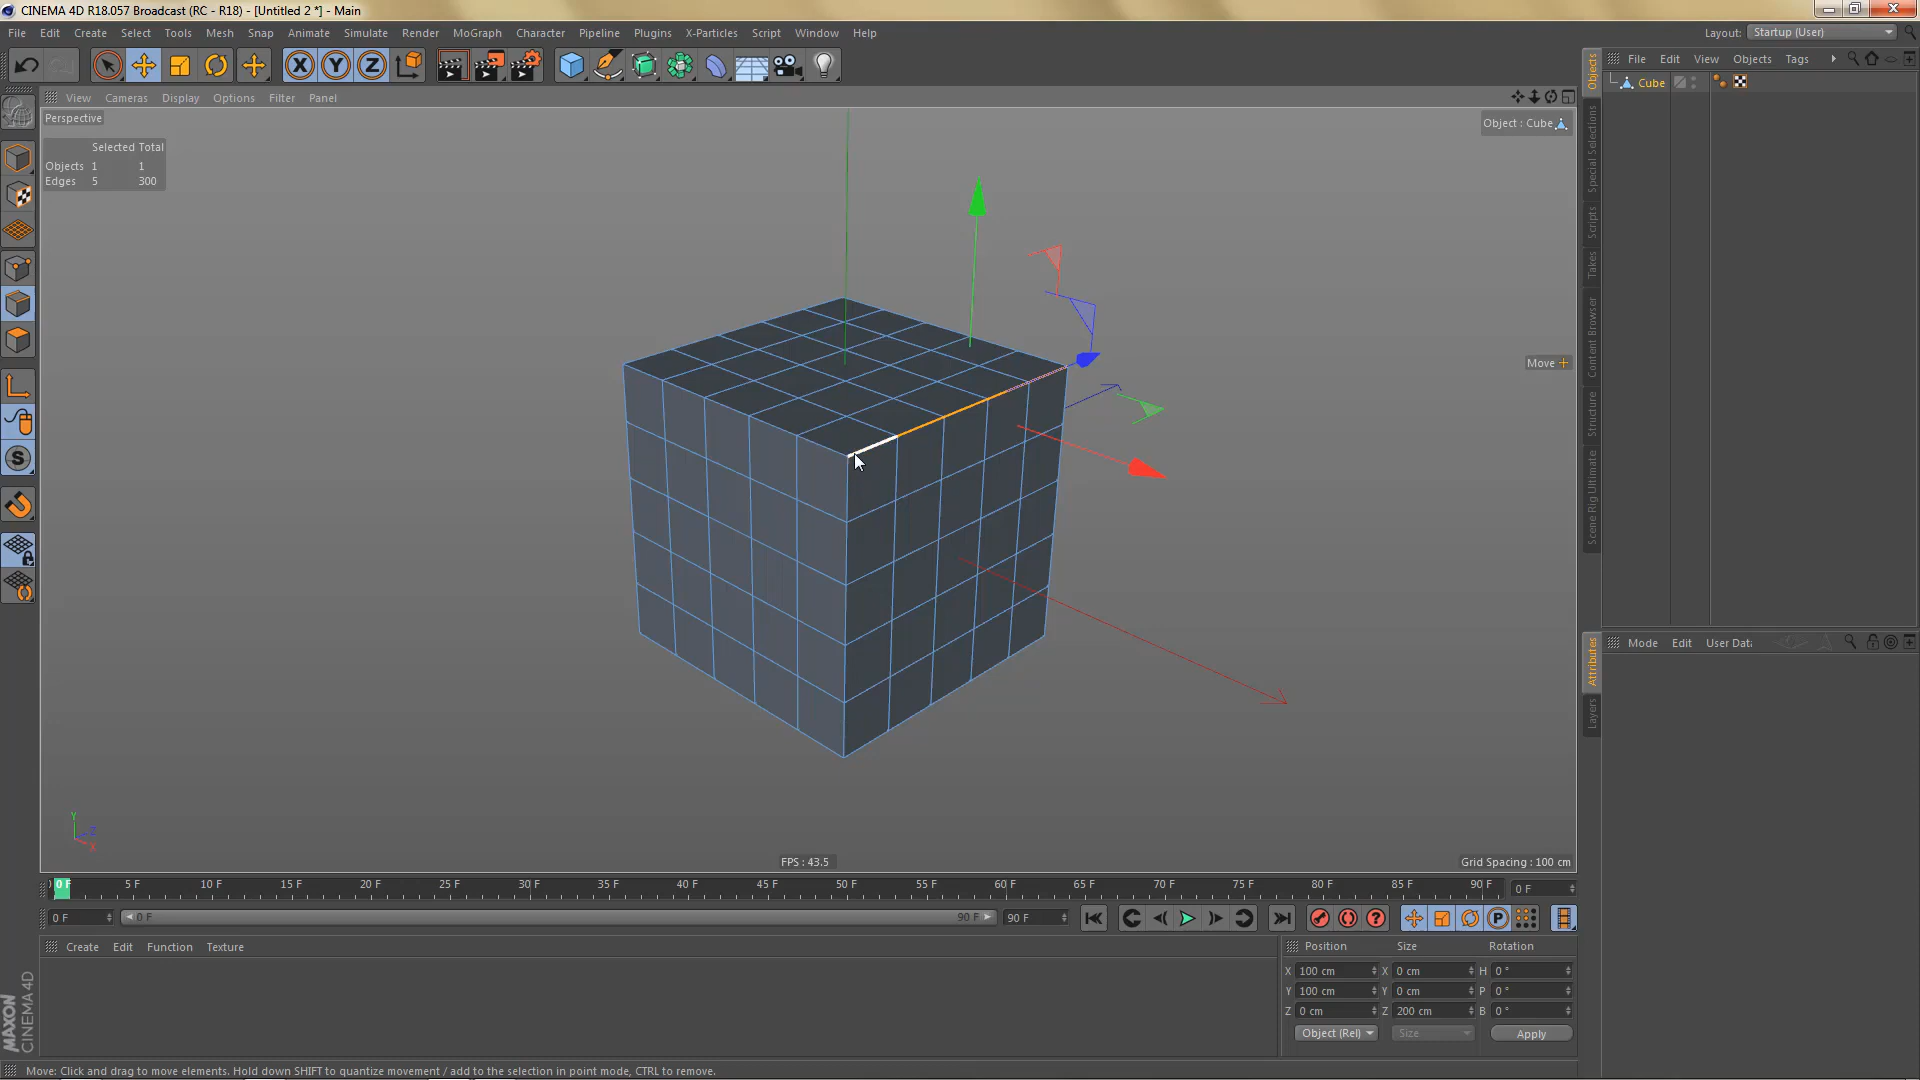 CINEMA 4D R18.057 Broadcast (RC - R18) - [Untitled 2 *] - Main
File Edit Create Select Tools Mesh Snap Animate Simulate Render MoGraph Character Pipeline Plugins X-Particles Script Window Help
Layout: Startup (User)
X Y Z
File Edit View Objects Tags
View Cameras Display Options Filter Panel
Perspective
Object : Cube
Cube
Selected Total
Objects 1 1
Edges 5 300
Move
S
Objects
Special Selections
Scripts
Takes
Content Browser
Structure
Scene Rig Ultimate
Attributes
Layers
Mode Edit User Data
Y
Z
X
FPS : 43.5
Grid Spacing : 100 cm
0 F 5 F 10 F 15 F 20 F 25 F 30 F 35 F 40 F 45 F 50 F 55 F 60 F 65 F 70 F 75 F 80 F 85 F 90 F 0 F
0 F 0 F 90 F 90 F
P
Create Edit Function Texture
Position Size Rotation
X 100 cm X 0 cm H 0 °
Y 100 cm Y 0 cm P 0 °
Z 0 cm Z 200 cm B 0 °
Object (Rel) Size Apply
MAXON
CINEMA 4D
Move: Click and drag to move elements. Hold down SHIFT to quantize movement / add to the selection in point mode, CTRL to remove.